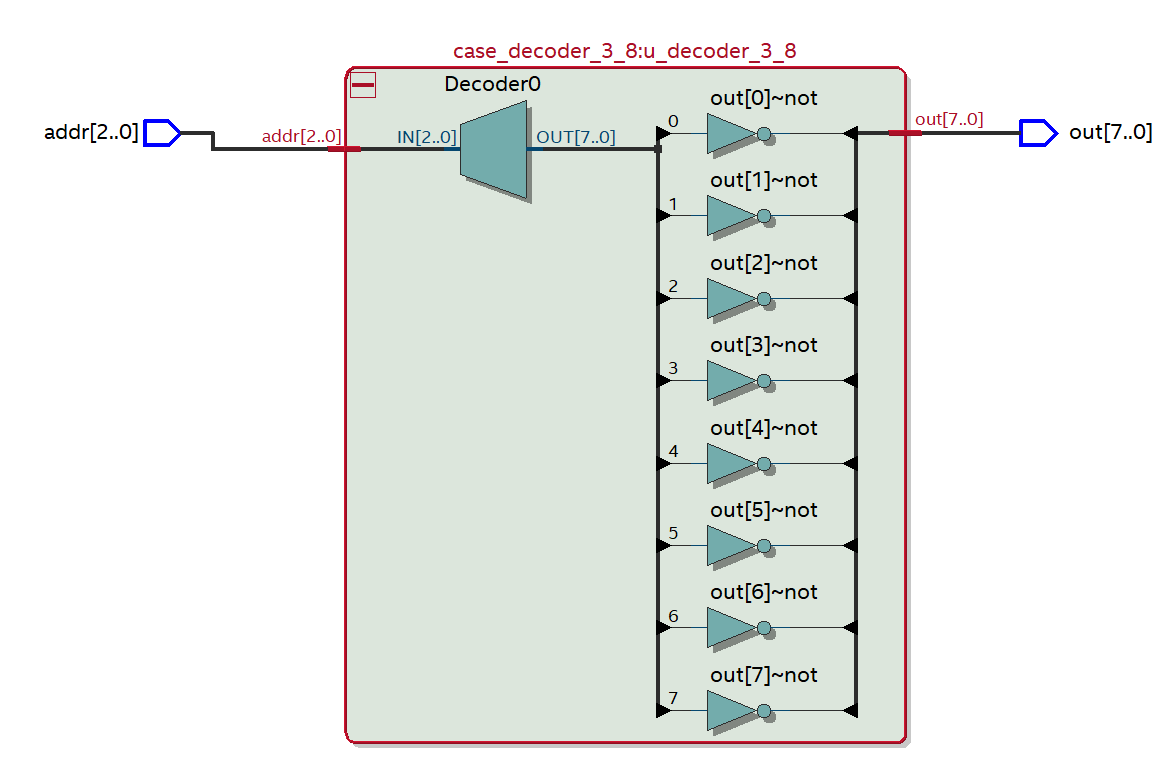 case_decoder_3_8:u_decoder_3_8
Decoder0
addr[2..0]
addr[2..0]
IN[2..0]
OUT[7..0]
0
out[0]~not
out[7..0]
out[7..0]
1
out[1]~not
2
out[2]~not
3
out[3]~not
4
out[4]~not
5
out[5]~not
6
out[6]~not
7
out[7]~not